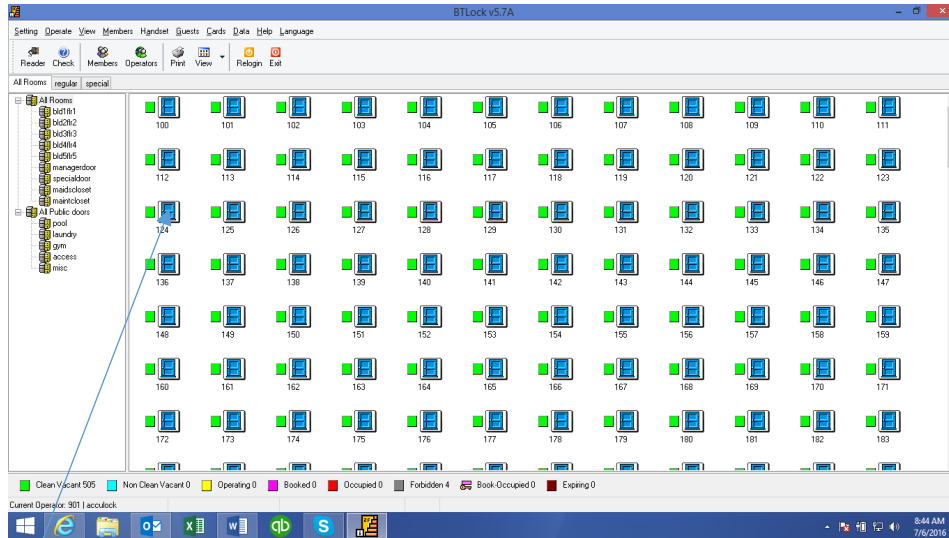 BTLock v5.7A
Setting Operate View Members Handset Guests Cards Data Help Language
Reader Check Members Operators Print View Relogin Exit
All Rooms regular special
All Rooms
bld1flr1
bld2flr2
bld3flr3
bld4flr4
bld5flr5
managerdoor
specialdoor
maidscloset
maintcloset
All Public doors
pool
laundry
gym
access
misc
100 101 102 103 104 105 106 107 108 109 110 111
112 113 114 115 116 117 118 119 120 121 122 123
124 125 126 127 128 129 130 131 132 133 134 135
136 137 138 139 140 141 142 143 144 145 146 147
148 149 150 151 152 153 154 155 156 157 158 159
160 161 162 163 164 165 166 167 168 169 170 171
172 173 174 175 176 177 178 179 180 181 182 183
Clean Vacant 505 Non Clean Vacant 0 Operating 0 Booked 0 Occupied 0 Forbidden 4 Book-Occupied 0 Expiring 0
Current Operator: 901 | acculock
8:44 AM
7/6/2016